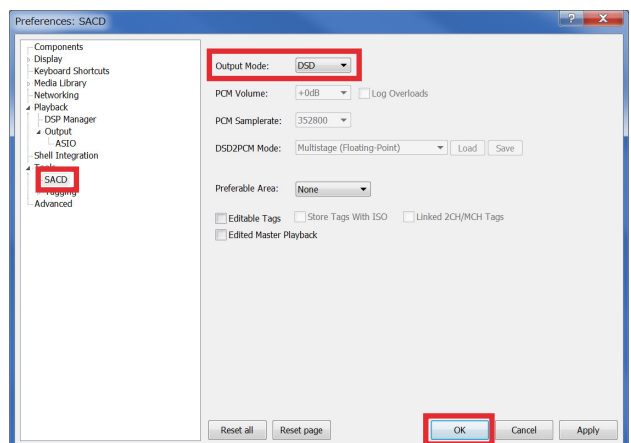 Preferences: SACD
Components
Display
Keyboard Shortcuts
Media Library
Networking
Playback
DSP Manager
Output
ASIO
Shell Integration
Tools
SACD
Tagging
Advanced
Output Mode: DSD
PCM Volume: +0dB Log Overloads
PCM Samplerate: 352800
DSD2PCM Mode: Multistage (Floating-Point) Load Save
Preferable Area: None
Editable Tags Store Tags With ISO Linked 2CH/MCH Tags
Edited Master Playback
Reset all Reset page OK Cancel Apply